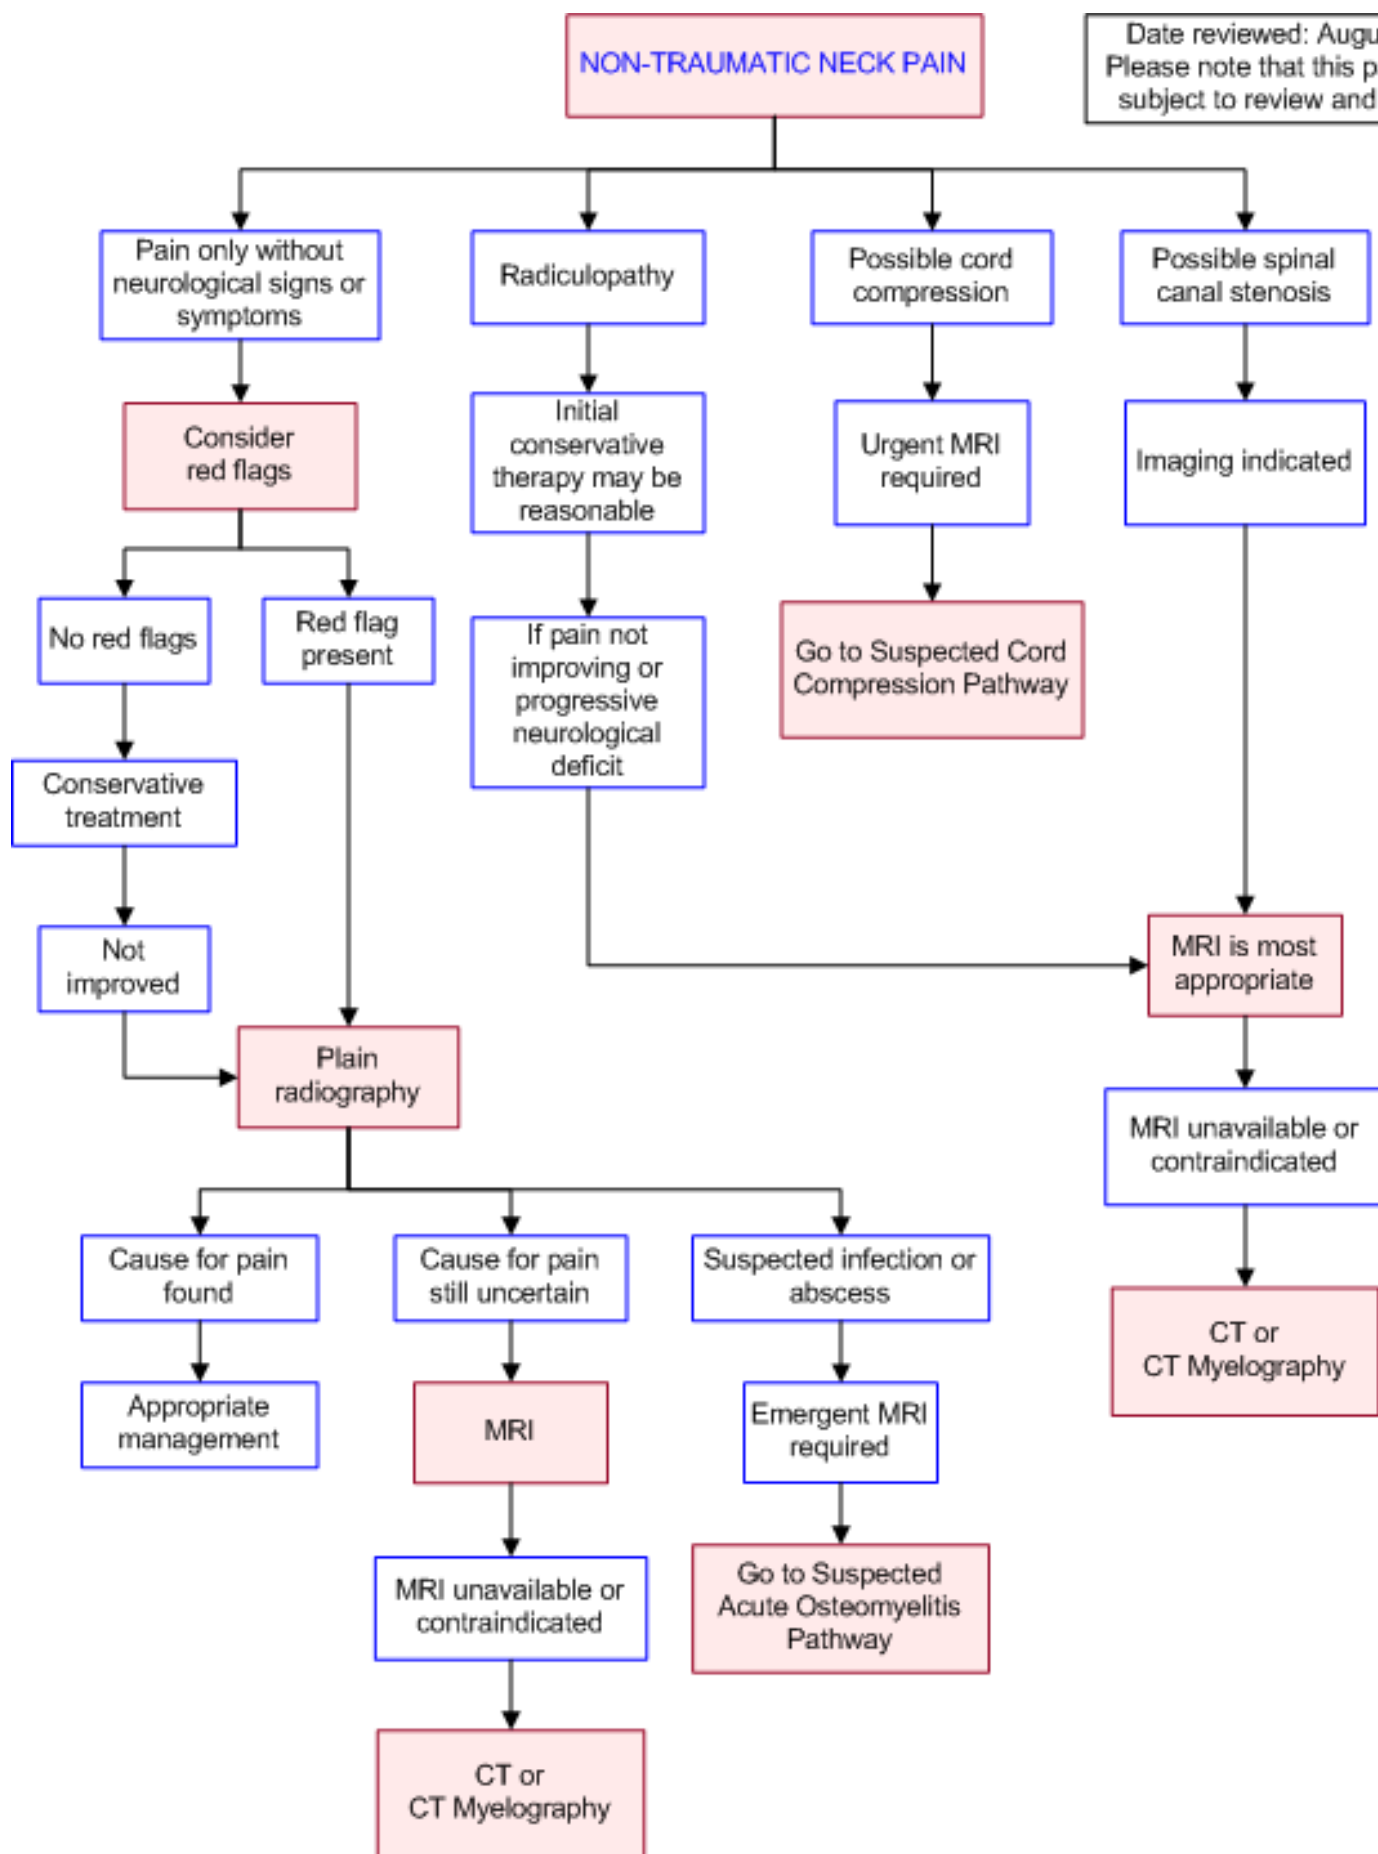 NON-TRAUMATIC NECK PAIN
Date reviewed:
Please note that this
subject to review and
Pain only without
neurological signs or
symptoms
Radiculopathy
Possible cord
compression
Possible spinal
canal stenosis
Consider
red flags
Initial
conservative
therapy may be
reasonable
Urgent MRI
required
Imaging indicated
No red flags
Red flag
present
If pain not
improving or
progressive
neurological
deficit
Go to Suspected Cord
Compression Pathway
Conservative
treatment
Not
improved
MRI is most
appropriate
Plain
radiography
MRI unavailable or
contraindicated
Cause for pain
found
Cause for pain
still uncertain
Suspected infection or
abscess
CT or
CT Myelography
Appropriate
management
MRI
Emergent MRI
required
MRI unavailable or
contraindicated
Go to Suspected
Acute Osteomyelitis
Pathway
CT or
CT Myelography